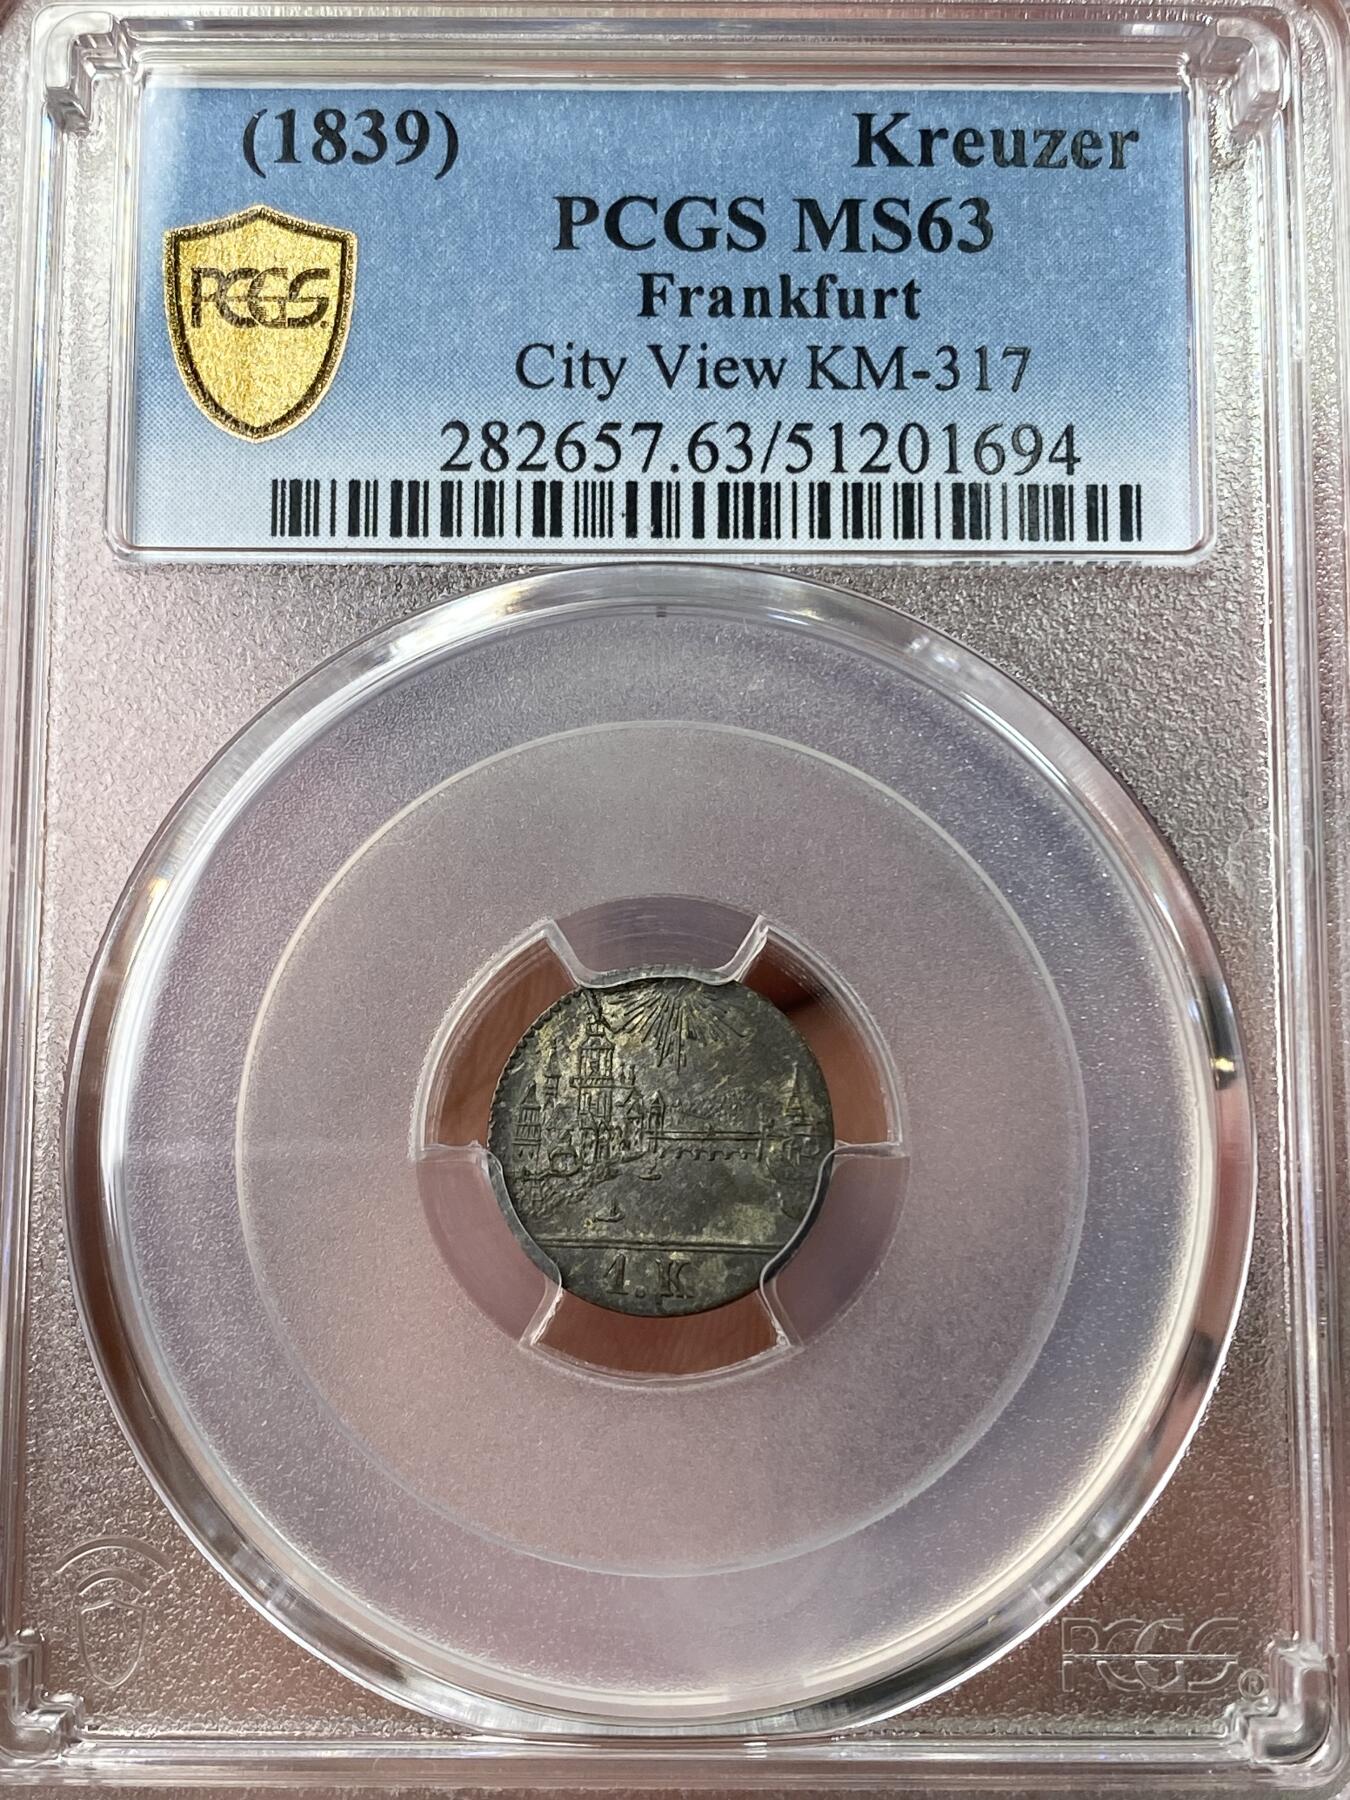 (1839) Kreuzer
PCGS MS63
Frankfurt
City View KM-317
282657.63/51201694
PCGS
1.K
PCGS